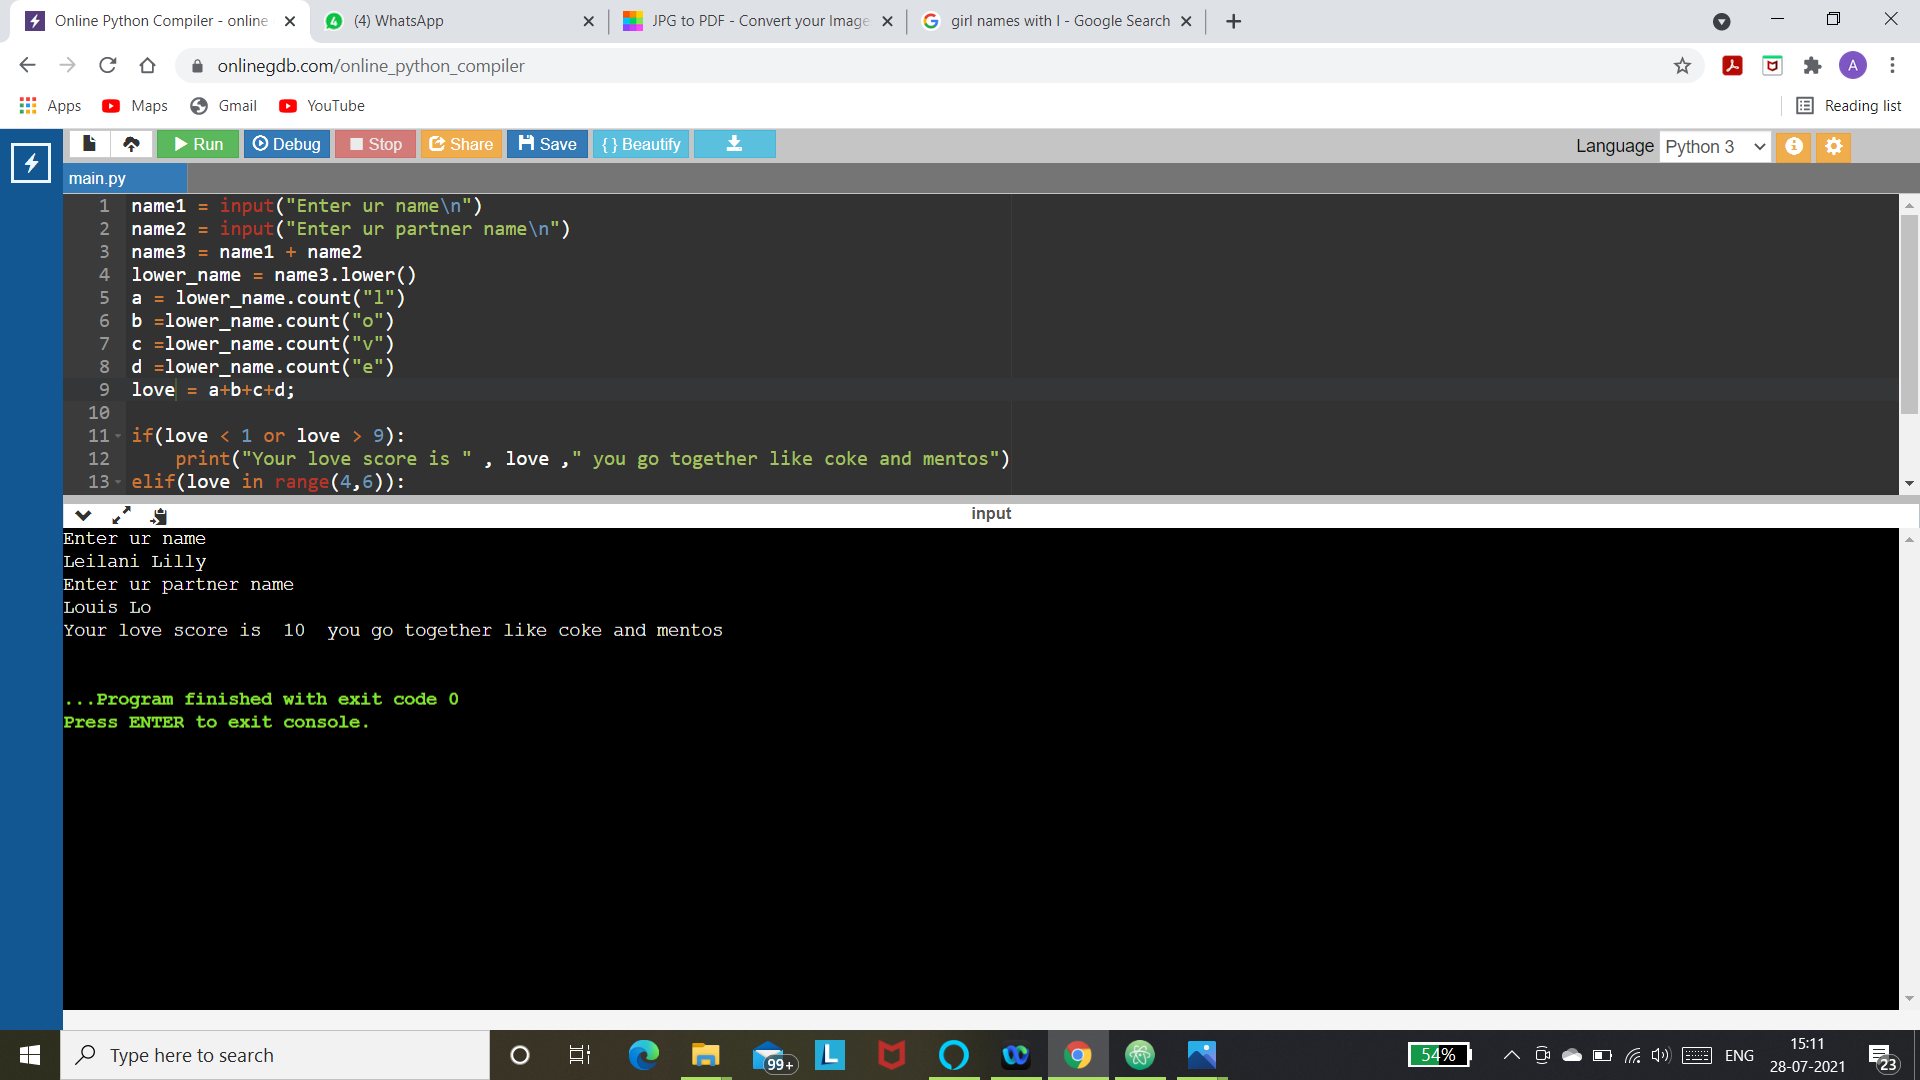 Online Python Compiler - online
(4) WhatsApp
JPG to PDF - Convert your Image
girl names with l - Google Search
onlinegdb.com/online_python_compiler
A
Apps
Maps
Gmail
YouTube
Reading list
Run
Debug
Stop
Share
Save
{ } Beautify
Language
Python 3
main.py
1 name1 = input("Enter ur name\n")
2 name2 = input("Enter ur partner name\n")
3 name3 = name1 + name2
4 lower_name = name3.lower()
5 a = lower_name.count("l")
6 b =lower_name.count("o")
7 c =lower_name.count("v")
8 d =lower_name.count("e")
9 love = a+b+c+d;
10
11 if(love < 1 or love > 9):
12 print("Your love score is " , love ," you go together like coke and mentos")
13 elif(love in range(4,6)):
input
Enter ur name
Leilani Lilly
Enter ur partner name
Louis Lo
Your love score is  10  you go together like coke and mentos
...Program finished with exit code 0
Press ENTER to exit console.
Type here to search
99+
L
54%
ENG
15:11
28-07-2021
23